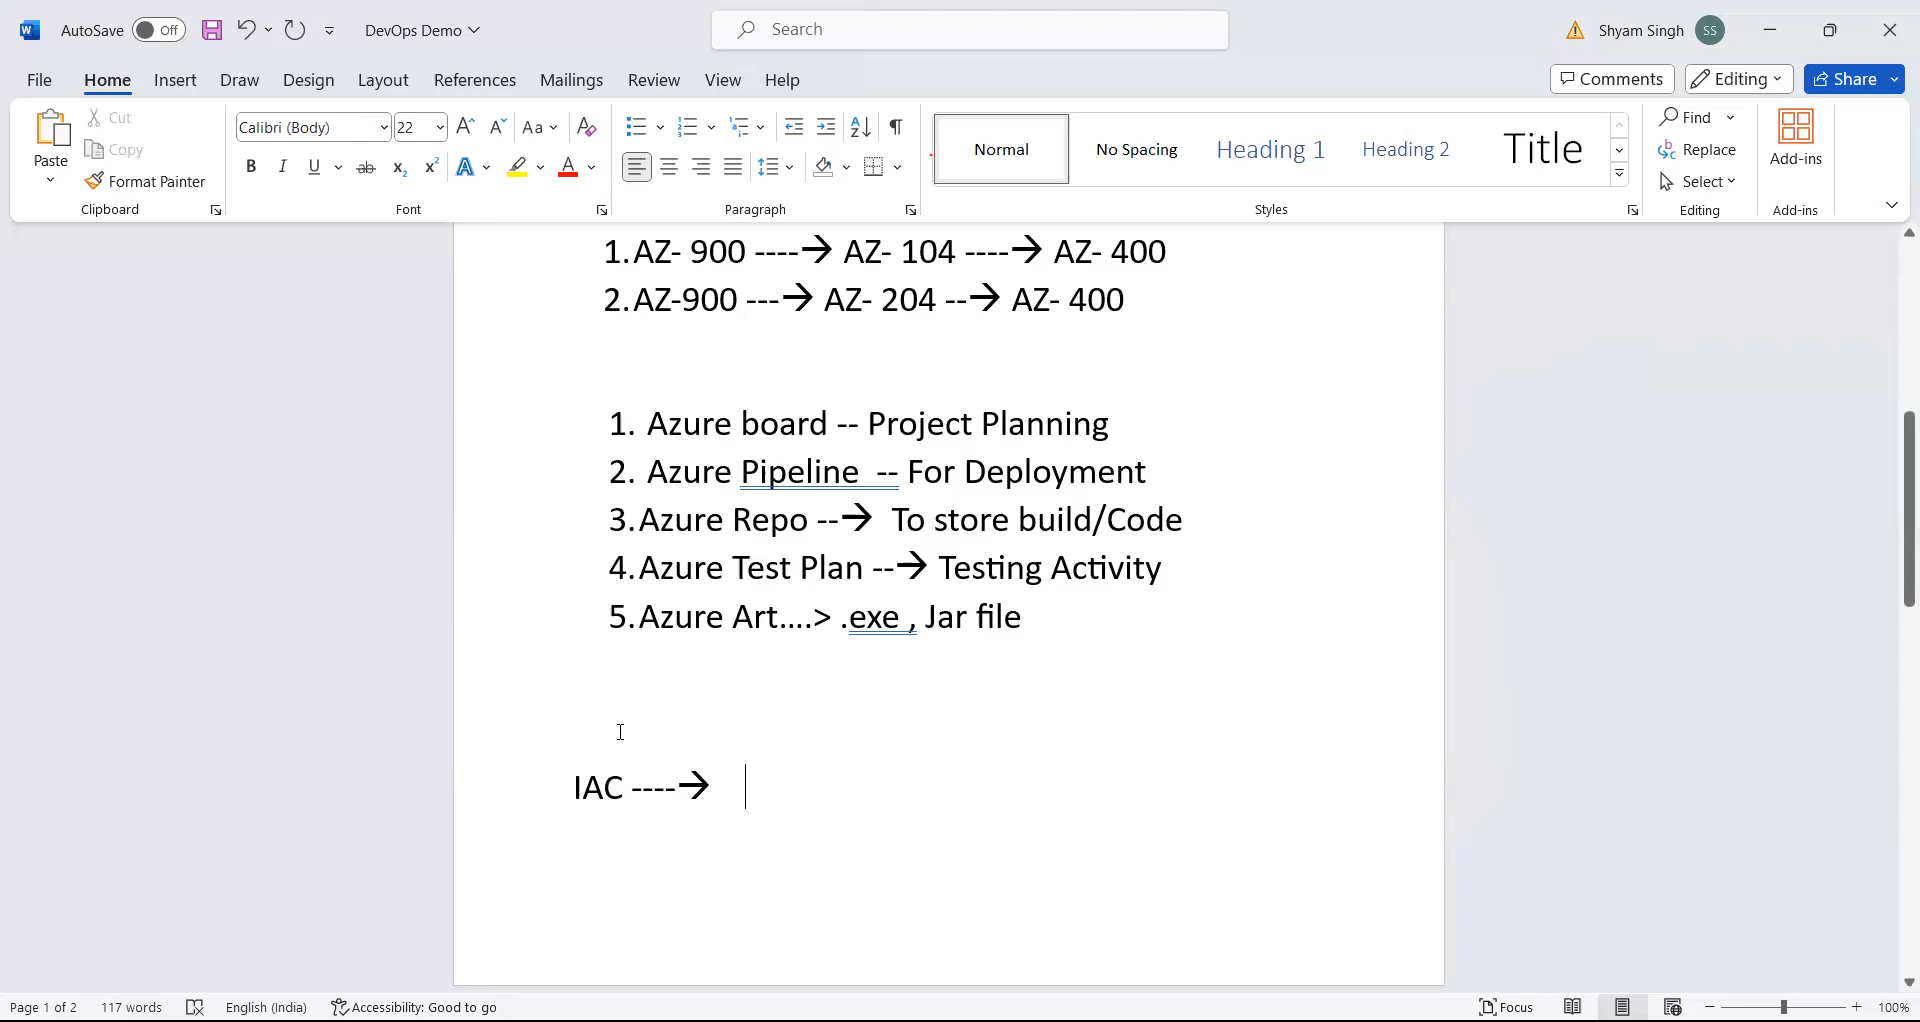 AutoSave Off DevOps Demo Search Shyam Singh SS
File Home Insert Draw Design Layout References Mailings Review View Help Comments Editing Share
Paste
Cut
Copy
Format Painter
Calibri (Body) 22
Normal No Spacing Heading 1 Heading 2 Title
Find
Replace
Select
Add-ins
Clipboard Font Paragraph Styles Editing Add-ins
1. AZ- 900 ----→ AZ- 104 ----→ AZ- 400
2. AZ-900 ---→ AZ- 204 --→ AZ- 400
1. Azure board -- Project Planning
2. Azure Pipeline -- For Deployment
3. Azure Repo --→ To store build/Code
4. Azure Test Plan --→ Testing Activity
5. Azure Art....> .exe , Jar file
IAC ----→
Page 1 of 2 117 words English (India) Accessibility: Good to go Focus 100%